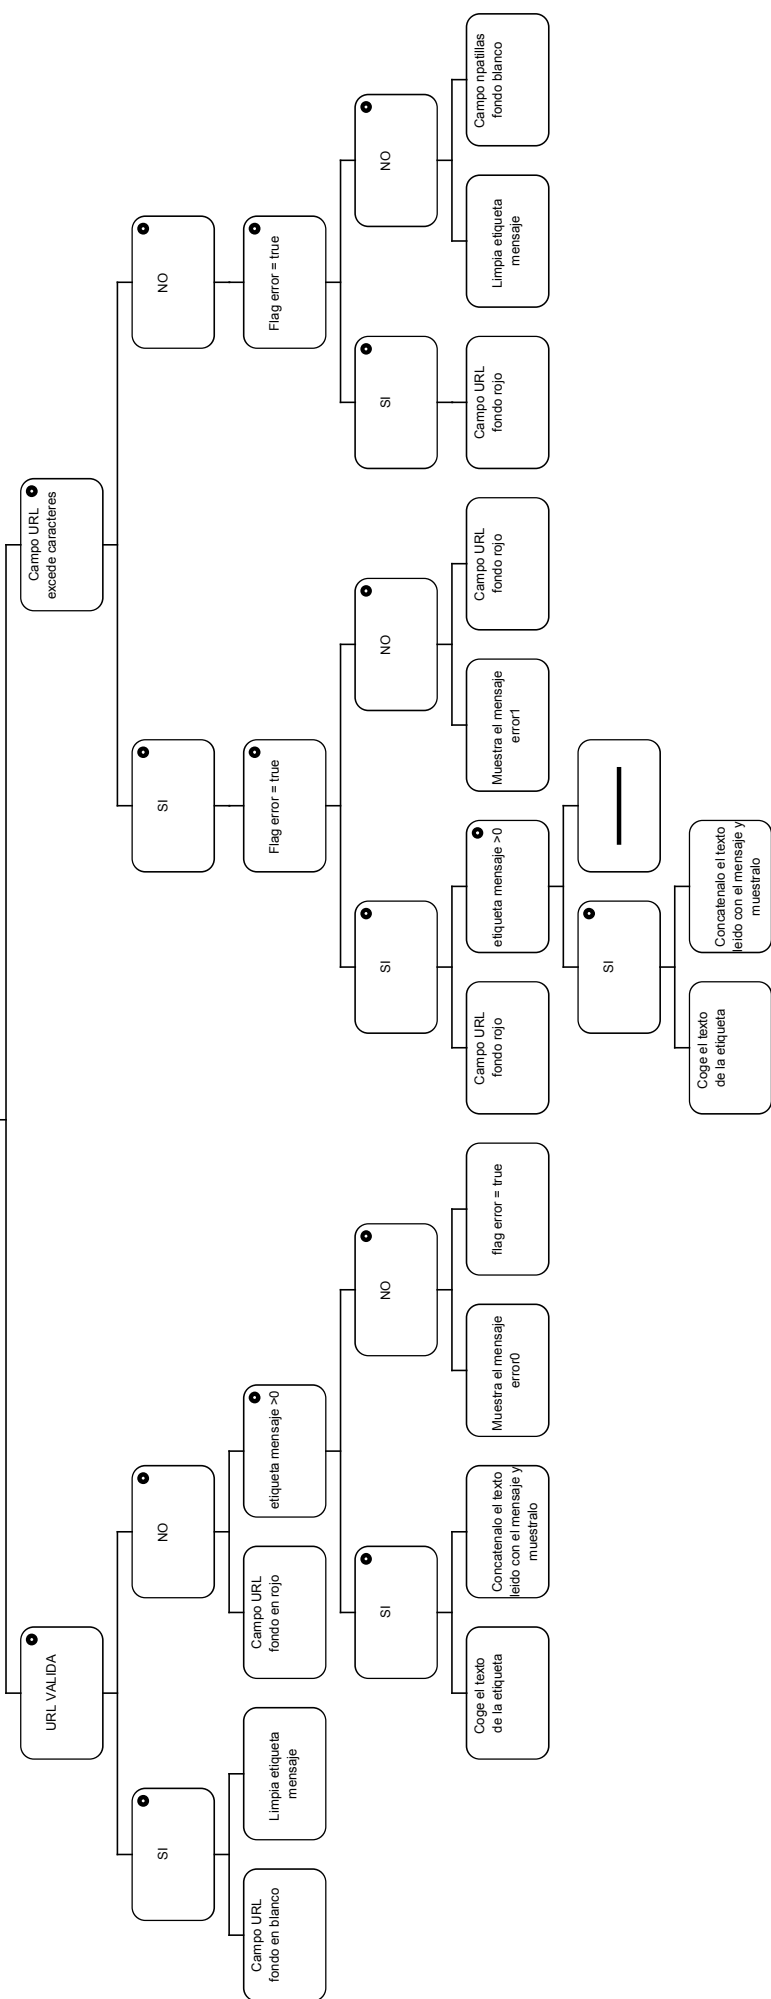 URL VALIDA
Campo URL
excede caracteres
SI
NO
SI
NO
Campo URL
fondo en blanco
Limpia etiqueta
mensaje
Campo URL
fondo en rojo
etiqueta mensaje >0
Flag error = true
Flag error = true
SI
NO
SI
NO
SI
NO
Coge el texto
de la etiqueta
Concatenalo el texto
leido con el mensaje y
muestralo
Muestra el mensaje
error0
flag error = true
Campo URL
fondo rojo
etiqueta mensaje >0
Muestra el mensaje
error1
Campo URL
fondo rojo
Campo URL
fondo rojo
Limpia etiqueta
mensaje
Campo npatillas
fondo blanco
SI
Coge el texto
de la etiqueta
Concatenalo el texto
leido con el mensaje y
muestralo